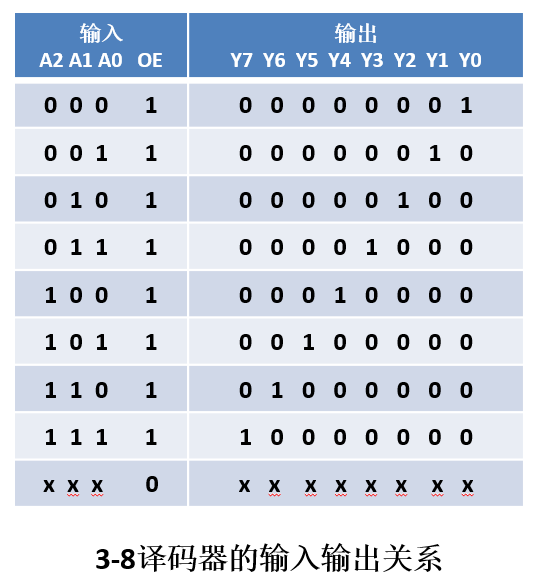 输入 输出
A2 A1 A0 OE Y7 Y6 Y5 Y4 Y3 Y2 Y1 Y0
0 0 0 1 0 0 0 0 0 0 0 1
0 0 1 1 0 0 0 0 0 0 1 0
0 1 0 1 0 0 0 0 0 1 0 0
0 1 1 1 0 0 0 0 1 0 0 0
1 0 0 1 0 0 0 1 0 0 0 0
1 0 1 1 0 0 1 0 0 0 0 0
1 1 0 1 0 1 0 0 0 0 0 0
1 1 1 1 1 0 0 0 0 0 0 0
x x x 0 x x x x x x x x
3-8译码器的输入输出关系